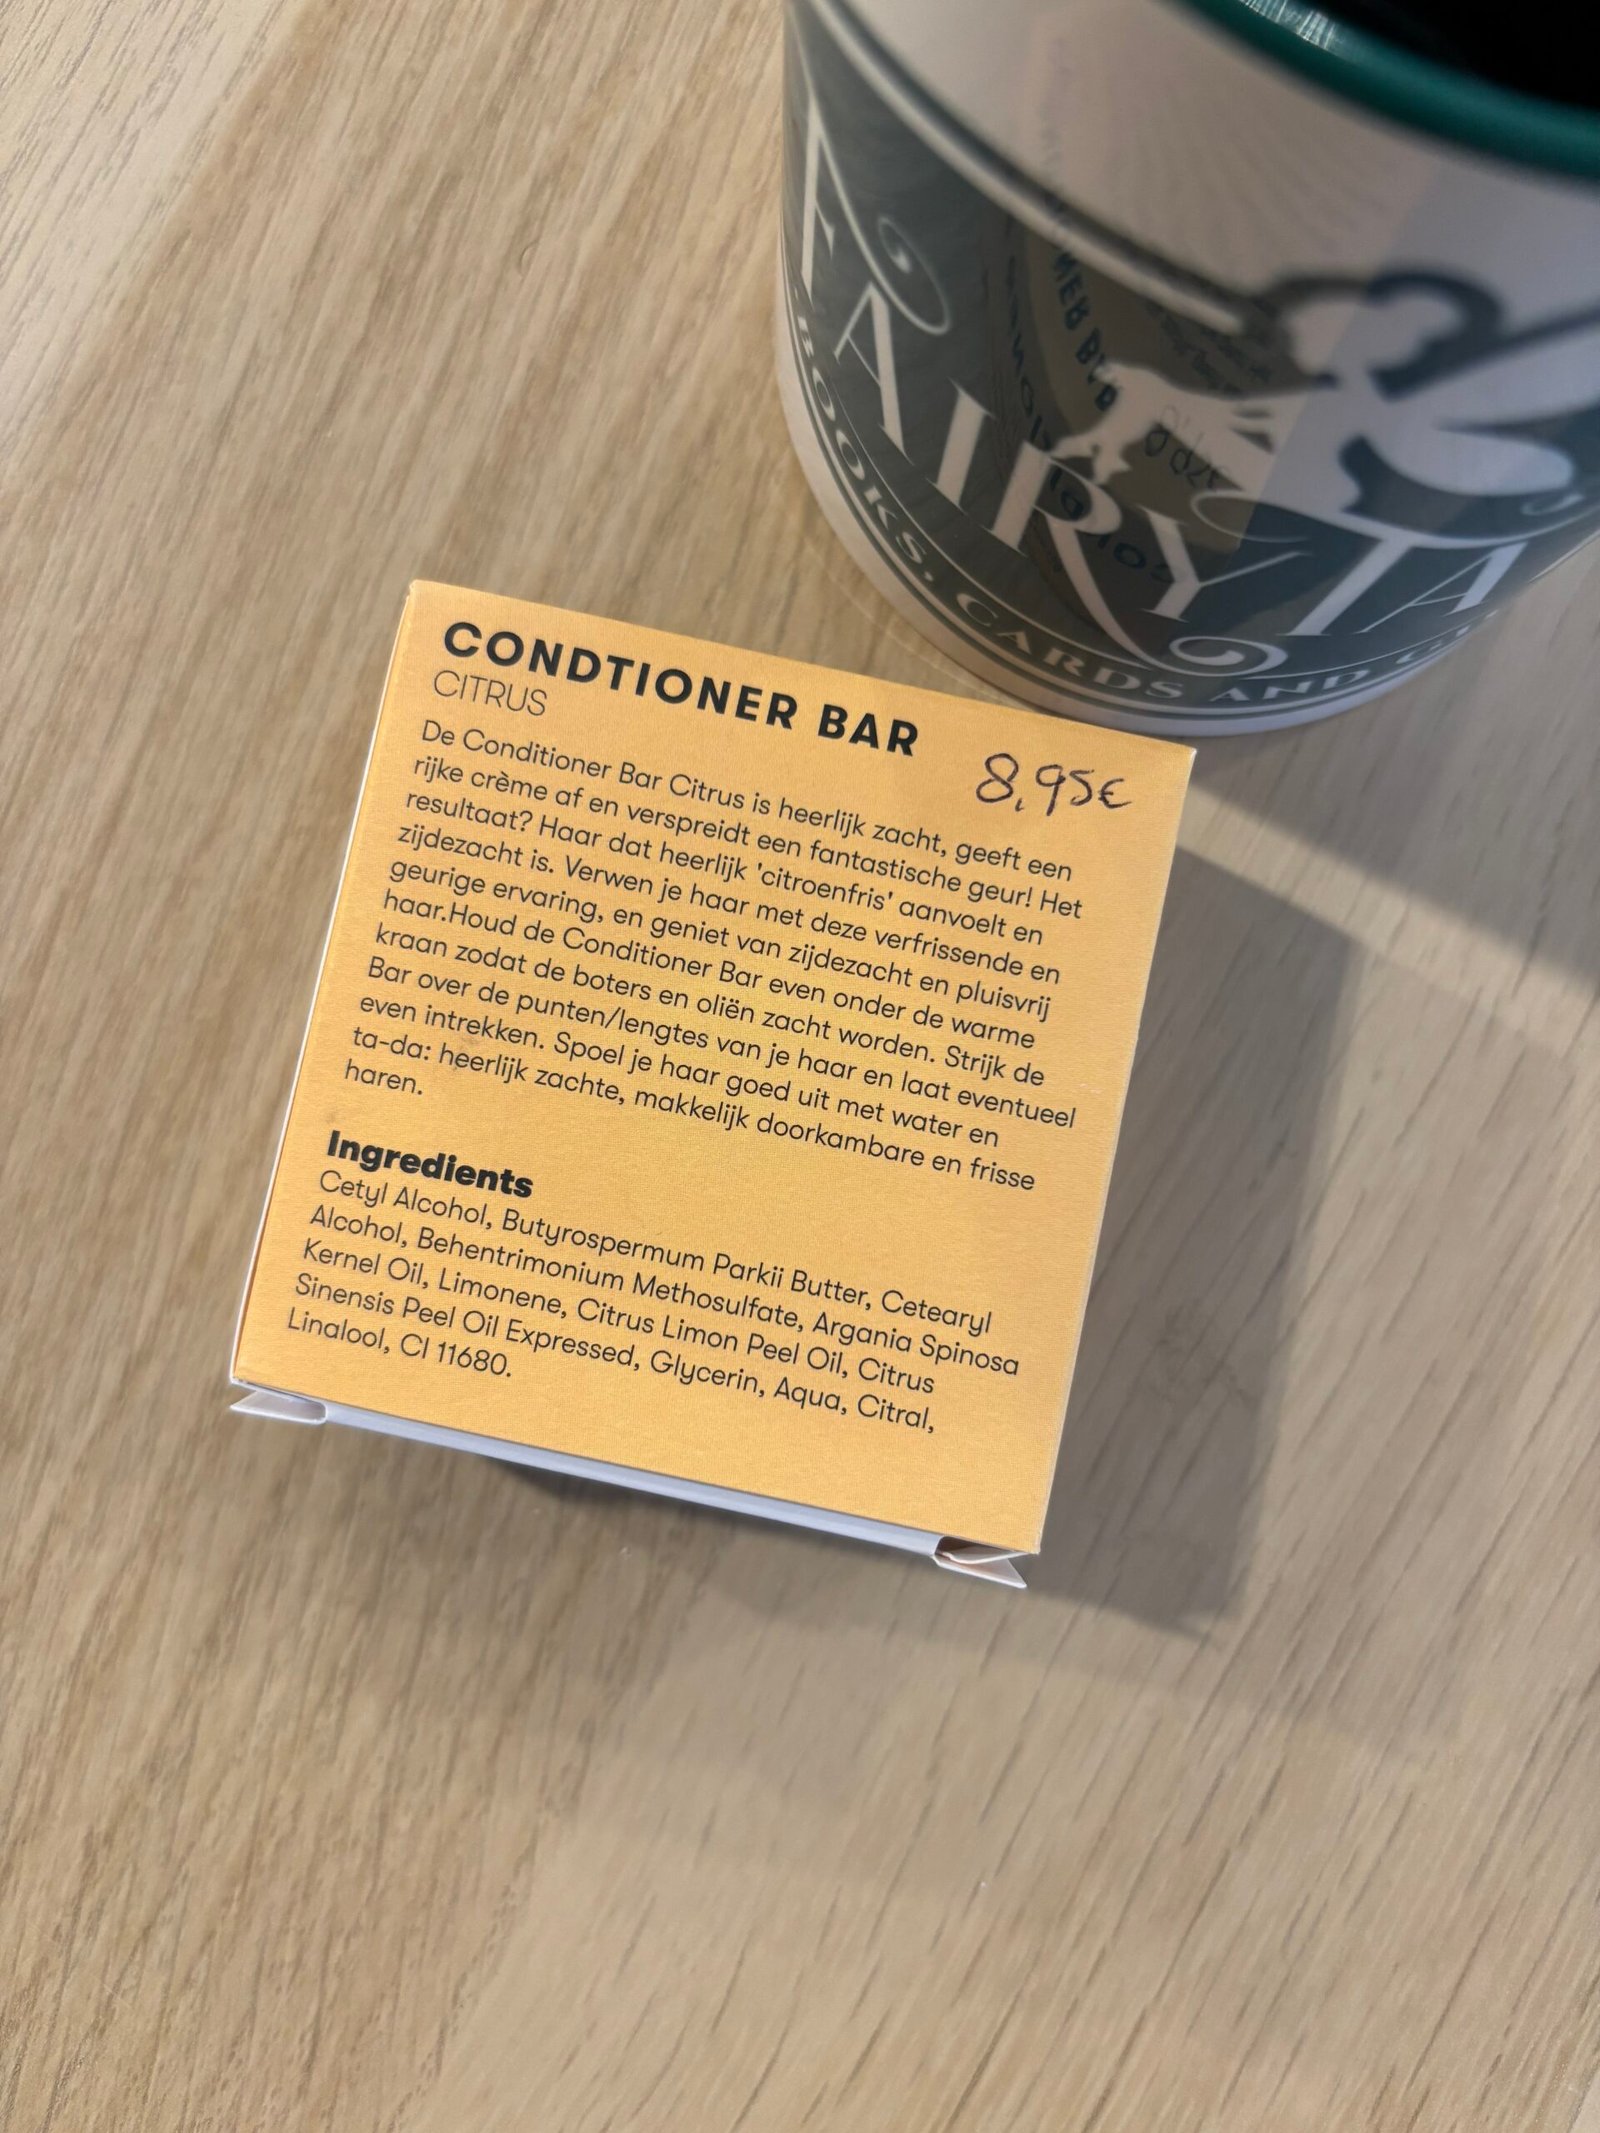 FAIRYTA
BOOKS, CARDS AND
CONDTIONER BAR
CITRUS
8,95€
De Conditioner Bar Citrus is heerlijk zacht, geeft een
rijke crème af en verspreidt een fantastische geur! Het
resultaat? Haar dat heerlijk 'citroenfris' aanvoelt en
zijdezacht is. Verwen je haar met deze verfrissende en
geurige ervaring, en geniet van zijdezacht en pluisvrij
haar.Houd de Conditioner Bar even onder de warme
kraan zodat de boters en oliën zacht worden. Strijk de
Bar over de punten/lengtes van je haar en laat eventueel
even intrekken. Spoel je haar goed uit met water en
ta-da: heerlijk zachte, makkelijk doorkambare en frisse
haren.
Ingredients
Cetyl Alcohol, Butyrospermum Parkii Butter, Cetearyl
Alcohol, Behentrimonium Methosulfate, Argania Spinosa
Kernel Oil, Limonene, Citrus Limon Peel Oil, Citrus
Sinensis Peel Oil Expressed, Glycerin, Aqua, Citral,
Linalool, CI 11680.